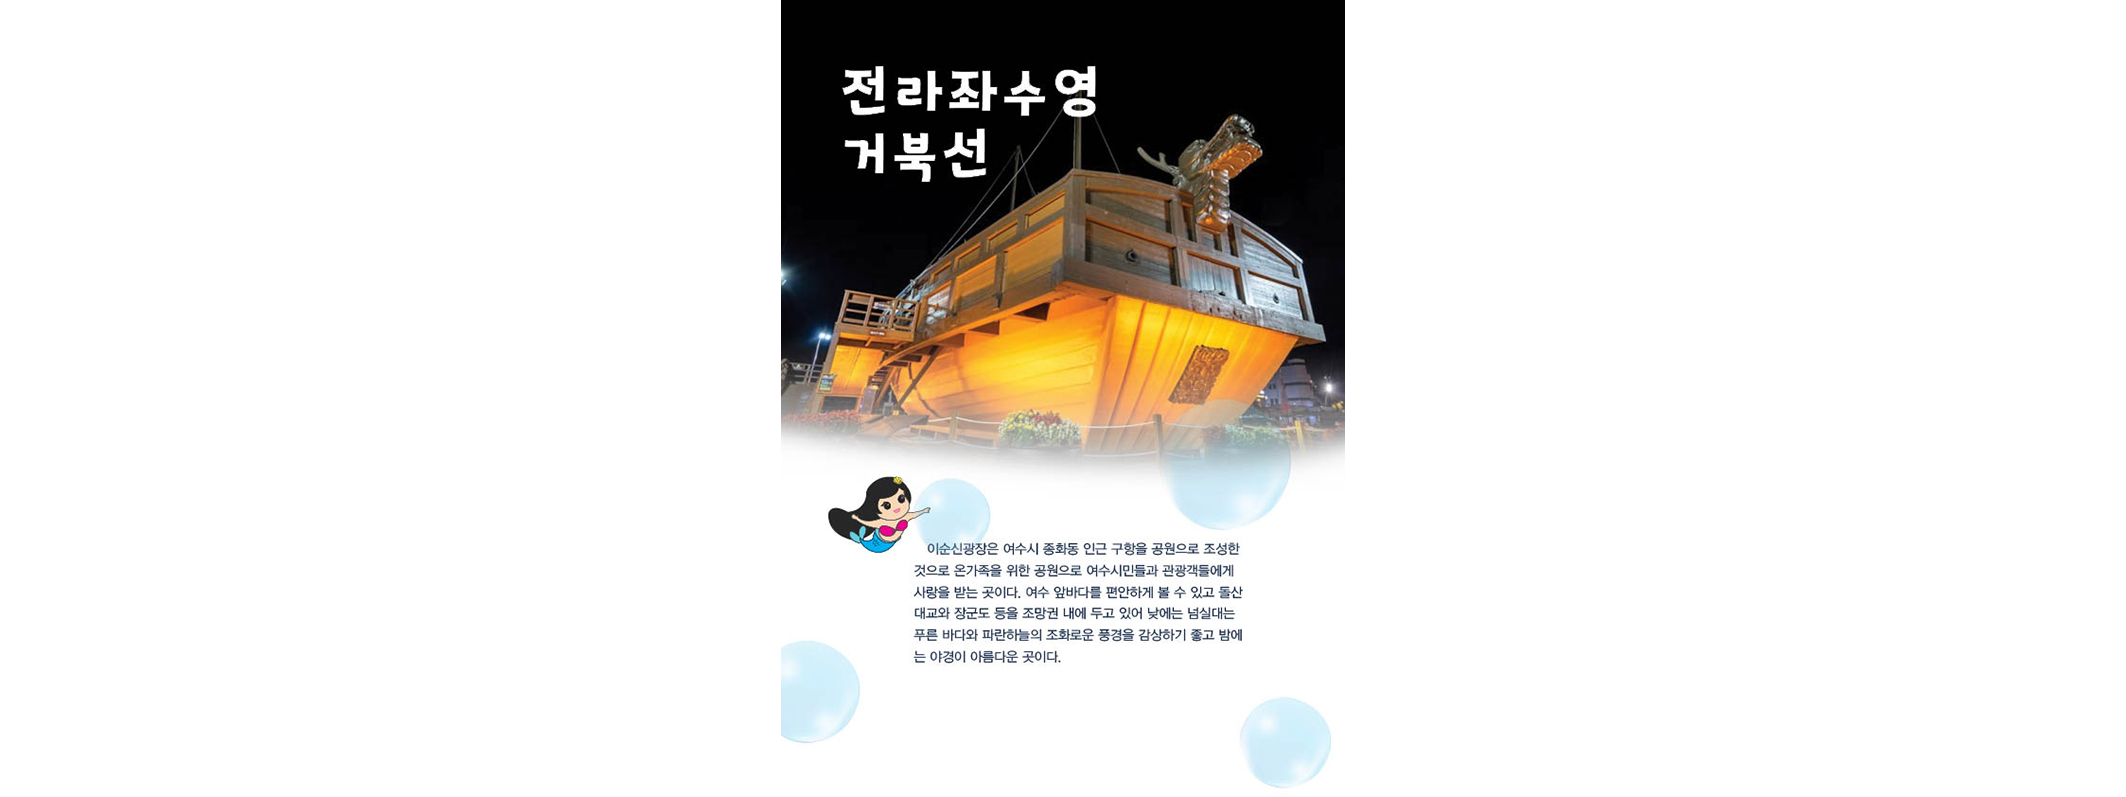 전라좌수영
거북선
이순신광장은 여수시 종화동 인근 구항을 공원으로 조성한
것으로 온가족을 위한 공원으로 여수시민들과 관광객들에게
사랑을 받는 곳이다. 여수 앞바다를 편안하게 볼 수 있고 돌산
대교와 장군도 등을 조망권 내에 두고 있어 낮에는 넘실대는
푸른 바다와 파란하늘의 조화로운 풍경을 감상하기 좋고 밤에
는 야경이 아름다운 곳이다.